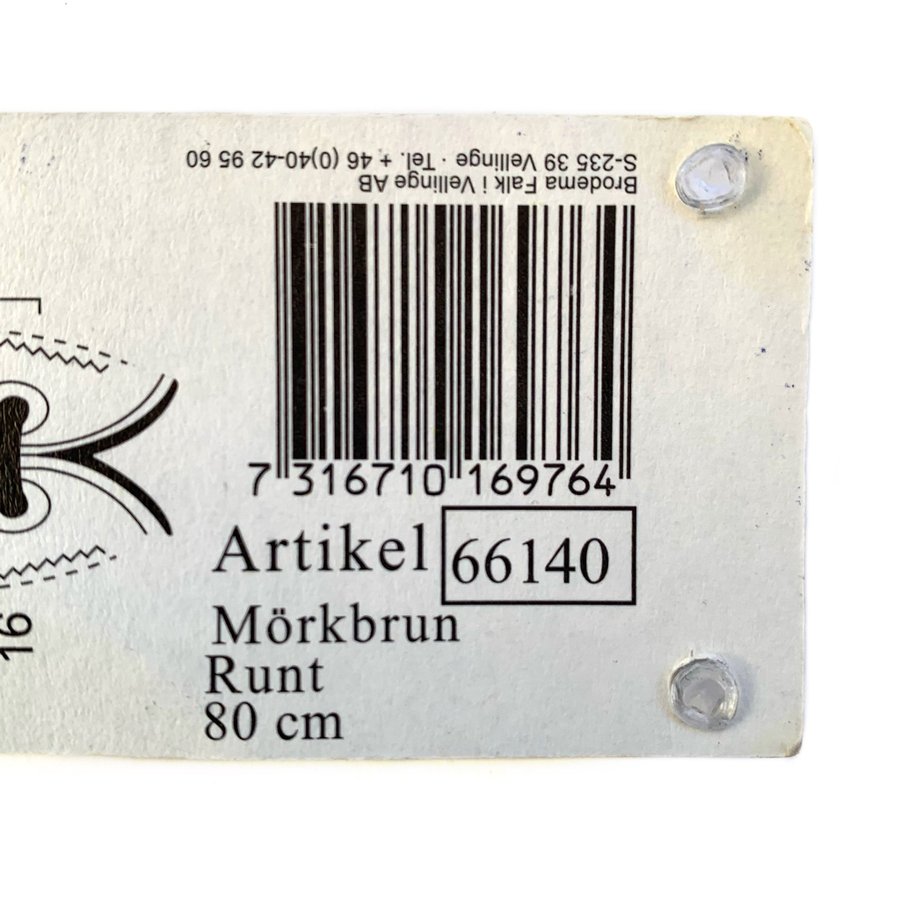 Brodema Falk i Vellinge AB
S-235 39 Vellinge · Tel. + 46 (0)40-42 95 60
7 316710 169764
Artikel 66140
Mörkbrun
Runt
80 cm
16